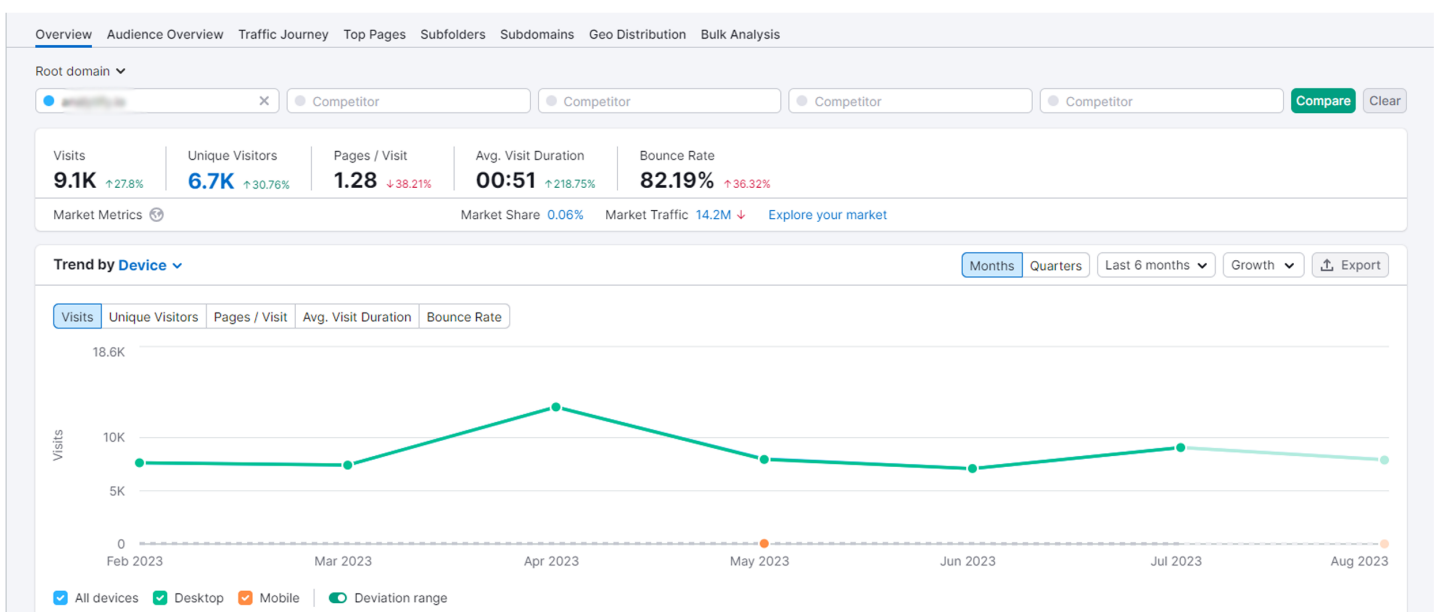 Overview Audience Overview Traffic Journey Top Pages Subfolders Subdomains Geo Distribution Bulk Analysis
Root domain
Competitor Competitor Competitor Competitor Compare Clear
Visits Unique Visitors Pages / Visit Avg. Visit Duration Bounce Rate
9.1K ↑27.8% 6.7K ↑30.76% 1.28 ↓38.21% 00:51 ↑218.75% 82.19% ↑36.32%
Market Metrics Market Share 0.06% Market Traffic 14.2M ↓ Explore your market
Trend by Device Months Quarters Last 6 months Growth Export
Visits Unique Visitors Pages / Visit Avg. Visit Duration Bounce Rate
18.6K
Visits
10K
5K
0
Feb 2023 Mar 2023 Apr 2023 May 2023 Jun 2023 Jul 2023 Aug 2023
All devices Desktop Mobile Deviation range